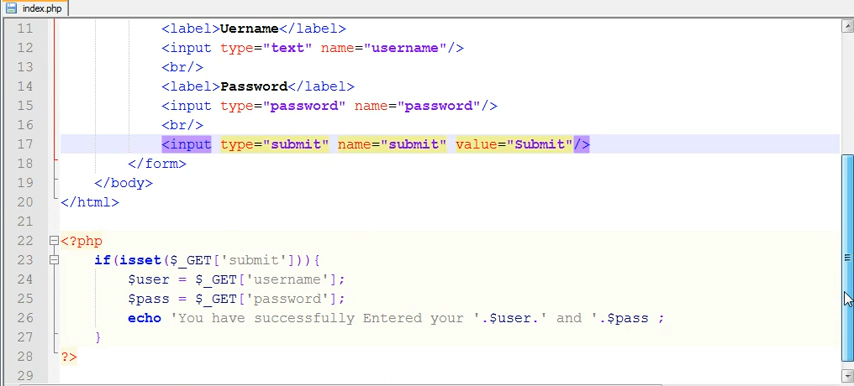 index.php
11 <label>Uername</label>
12 <input type="text" name="username"/>
13 <br/>
14 <label>Password</label>
15 <input type="password" name="password"/>
16 <br/>
17 <input type="submit" name="submit" value="Submit"/>
18 </form>
19 </body>
20 </html>
21
22 <?php
23 if(isset($_GET['submit'])){
24 $user = $_GET['username'];
25 $pass = $_GET['password'];
26 echo 'You have successfully Entered your '.$user.' and '.$pass ;
27 }
28 ?>
29